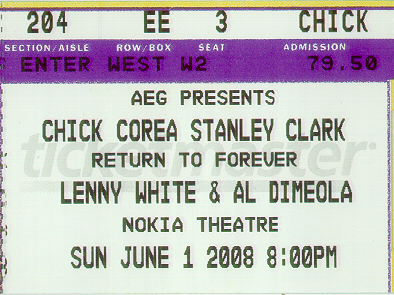 204 EE 3 CHICK
SECTION/AISLE ROW/BOX SEAT ADMISSION
ENTER WEST W2 79.50
AEG PRESENTS
CHICK COREA STANLEY CLARK
ticketmaster
RETURN TO FOREVER
LENNY WHITE & AL DIMEOLA
NOKIA THEATRE
SUN JUNE 1 2008 8:00PM